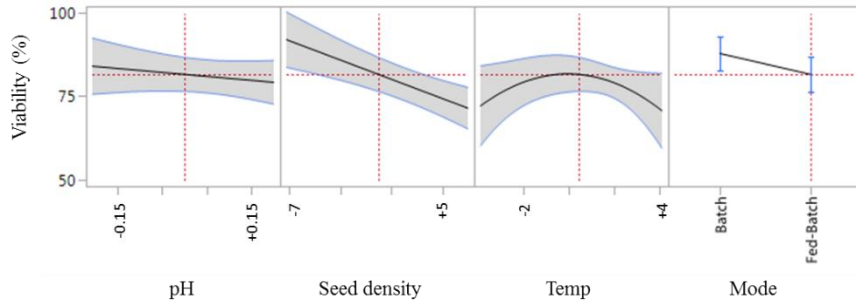 Viability (%)
100
75
50
-0.15
+0.15
-7
+5
-2
+4
Batch
Fed-Batch
pH
Seed density
Temp
Mode